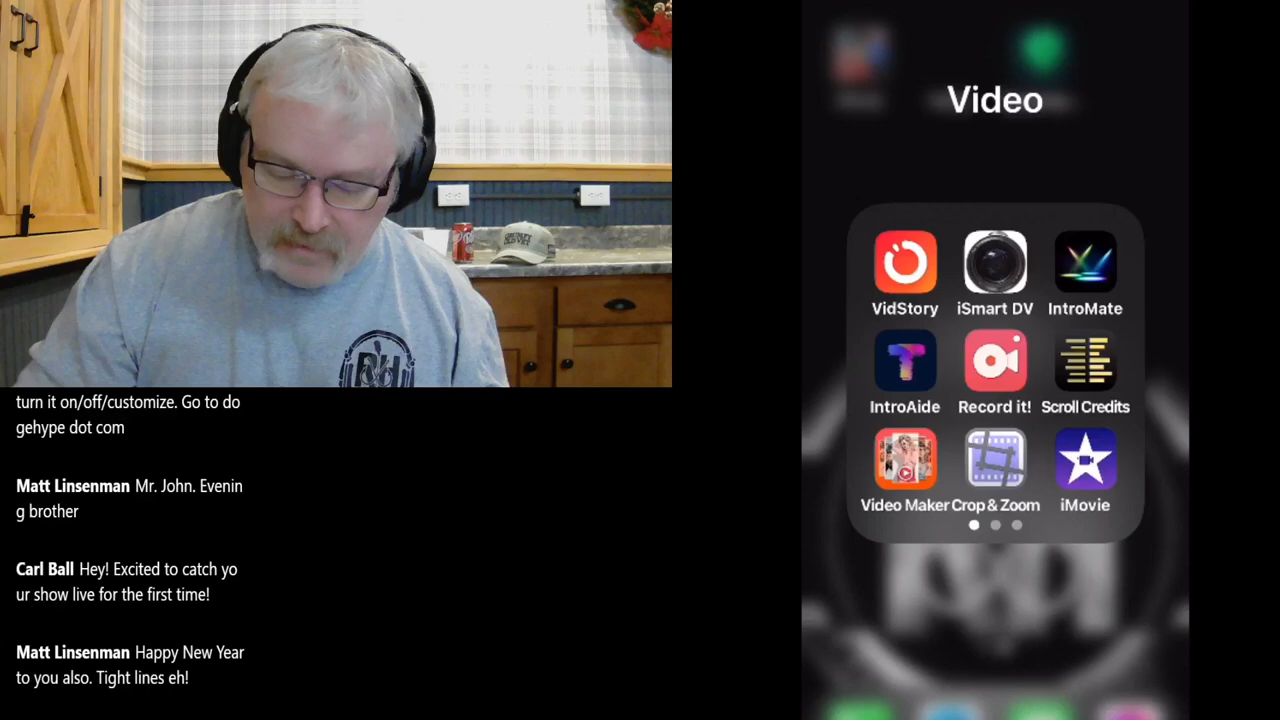 turn it on/off/customize. Go to do
gehype dot com
Matt Linsenman Mr. John. Evenin
g brother
Carl Ball Hey! Excited to catch yo
ur show live for the first time!
Matt Linsenman Happy New Year
to you also. Tight lines eh!
Video
VidStory
iSmart DV
IntroMate
IntroAide
Record it!
Scroll Credits
Video Maker
Crop & Zoom
iMovie